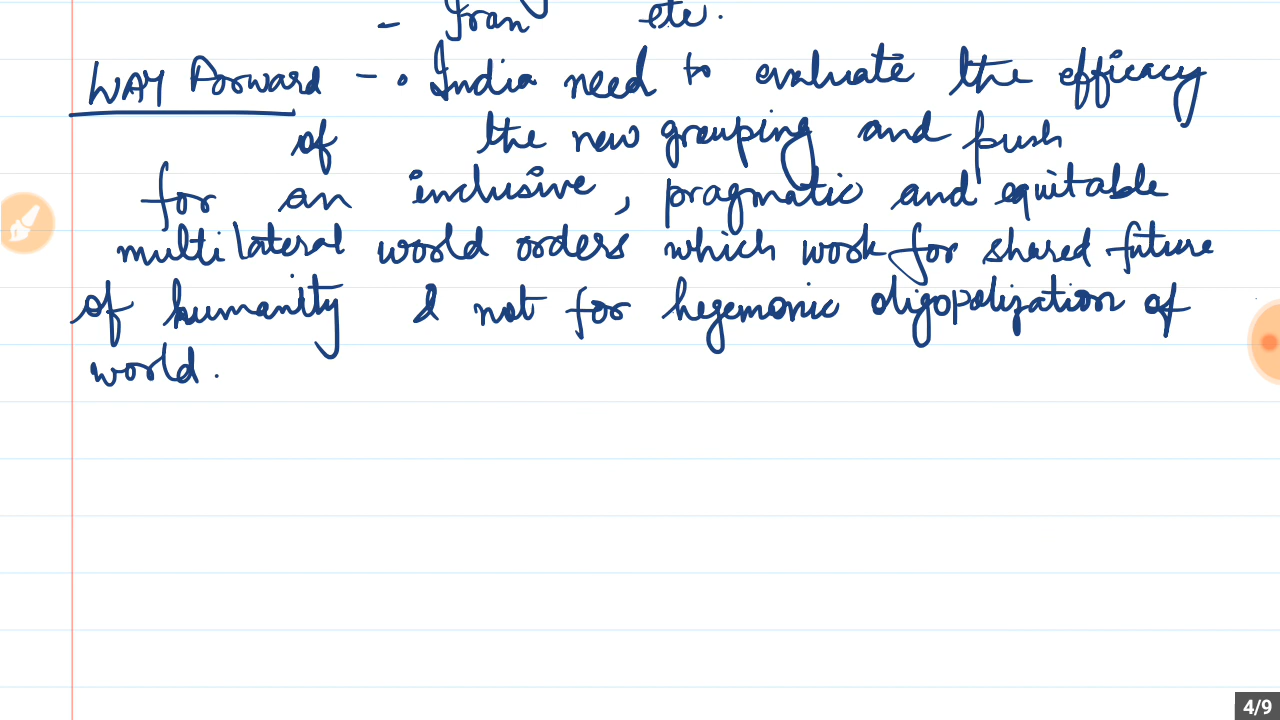 - Iran etc.
WAY Forward - • India need to evaluate the efficacy
of the new grouping and push
for an inclusive, pragmatic and equitable
multilateral world orders which work for shared future
of humanity & not for hegemonic oligopolization of
world.
4/9